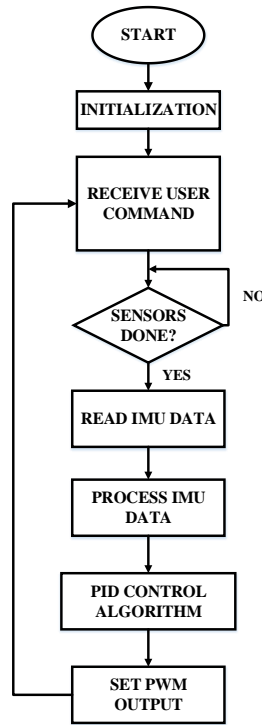 START
INITIALIZATION
RECEIVE USER
COMMAND
SENSORS
DONE?
NO
YES
READ IMU DATA
PROCESS IMU
DATA
PID CONTROL
ALGORITHM
SET PWM
OUTPUT